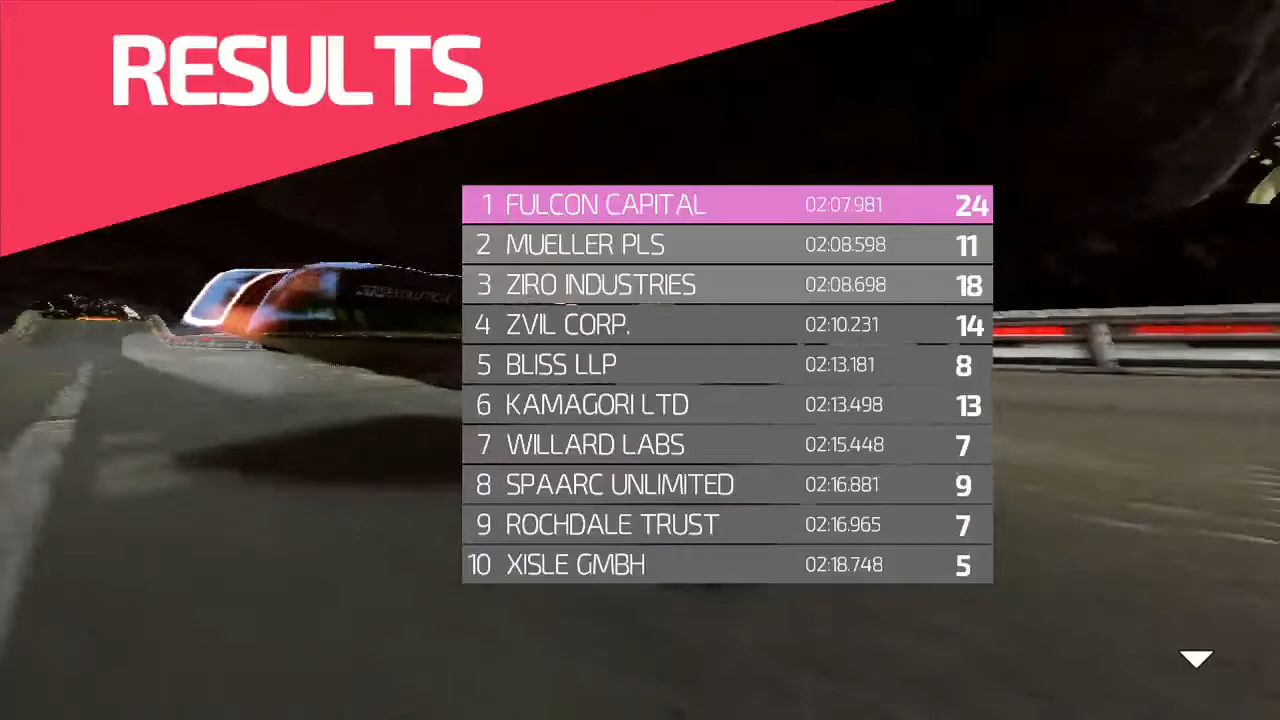 RESULTS
1 FULCON CAPITAL 02:07.981 24
2 MUELLER PLS 02:08.598 11
3 ZIRO INDUSTRIES 02:08.698 18
4 ZVIL CORP. 02:10.231 14
5 BLISS LLP 02:13.181 8
6 KAMAGORI LTD 02:13.498 13
7 WILLARD LABS 02:15.448 7
8 SPAARC UNLIMITED 02:16.881 9
9 ROCHDALE TRUST 02:16.965 7
10 XISLE GMBH 02:18.748 5